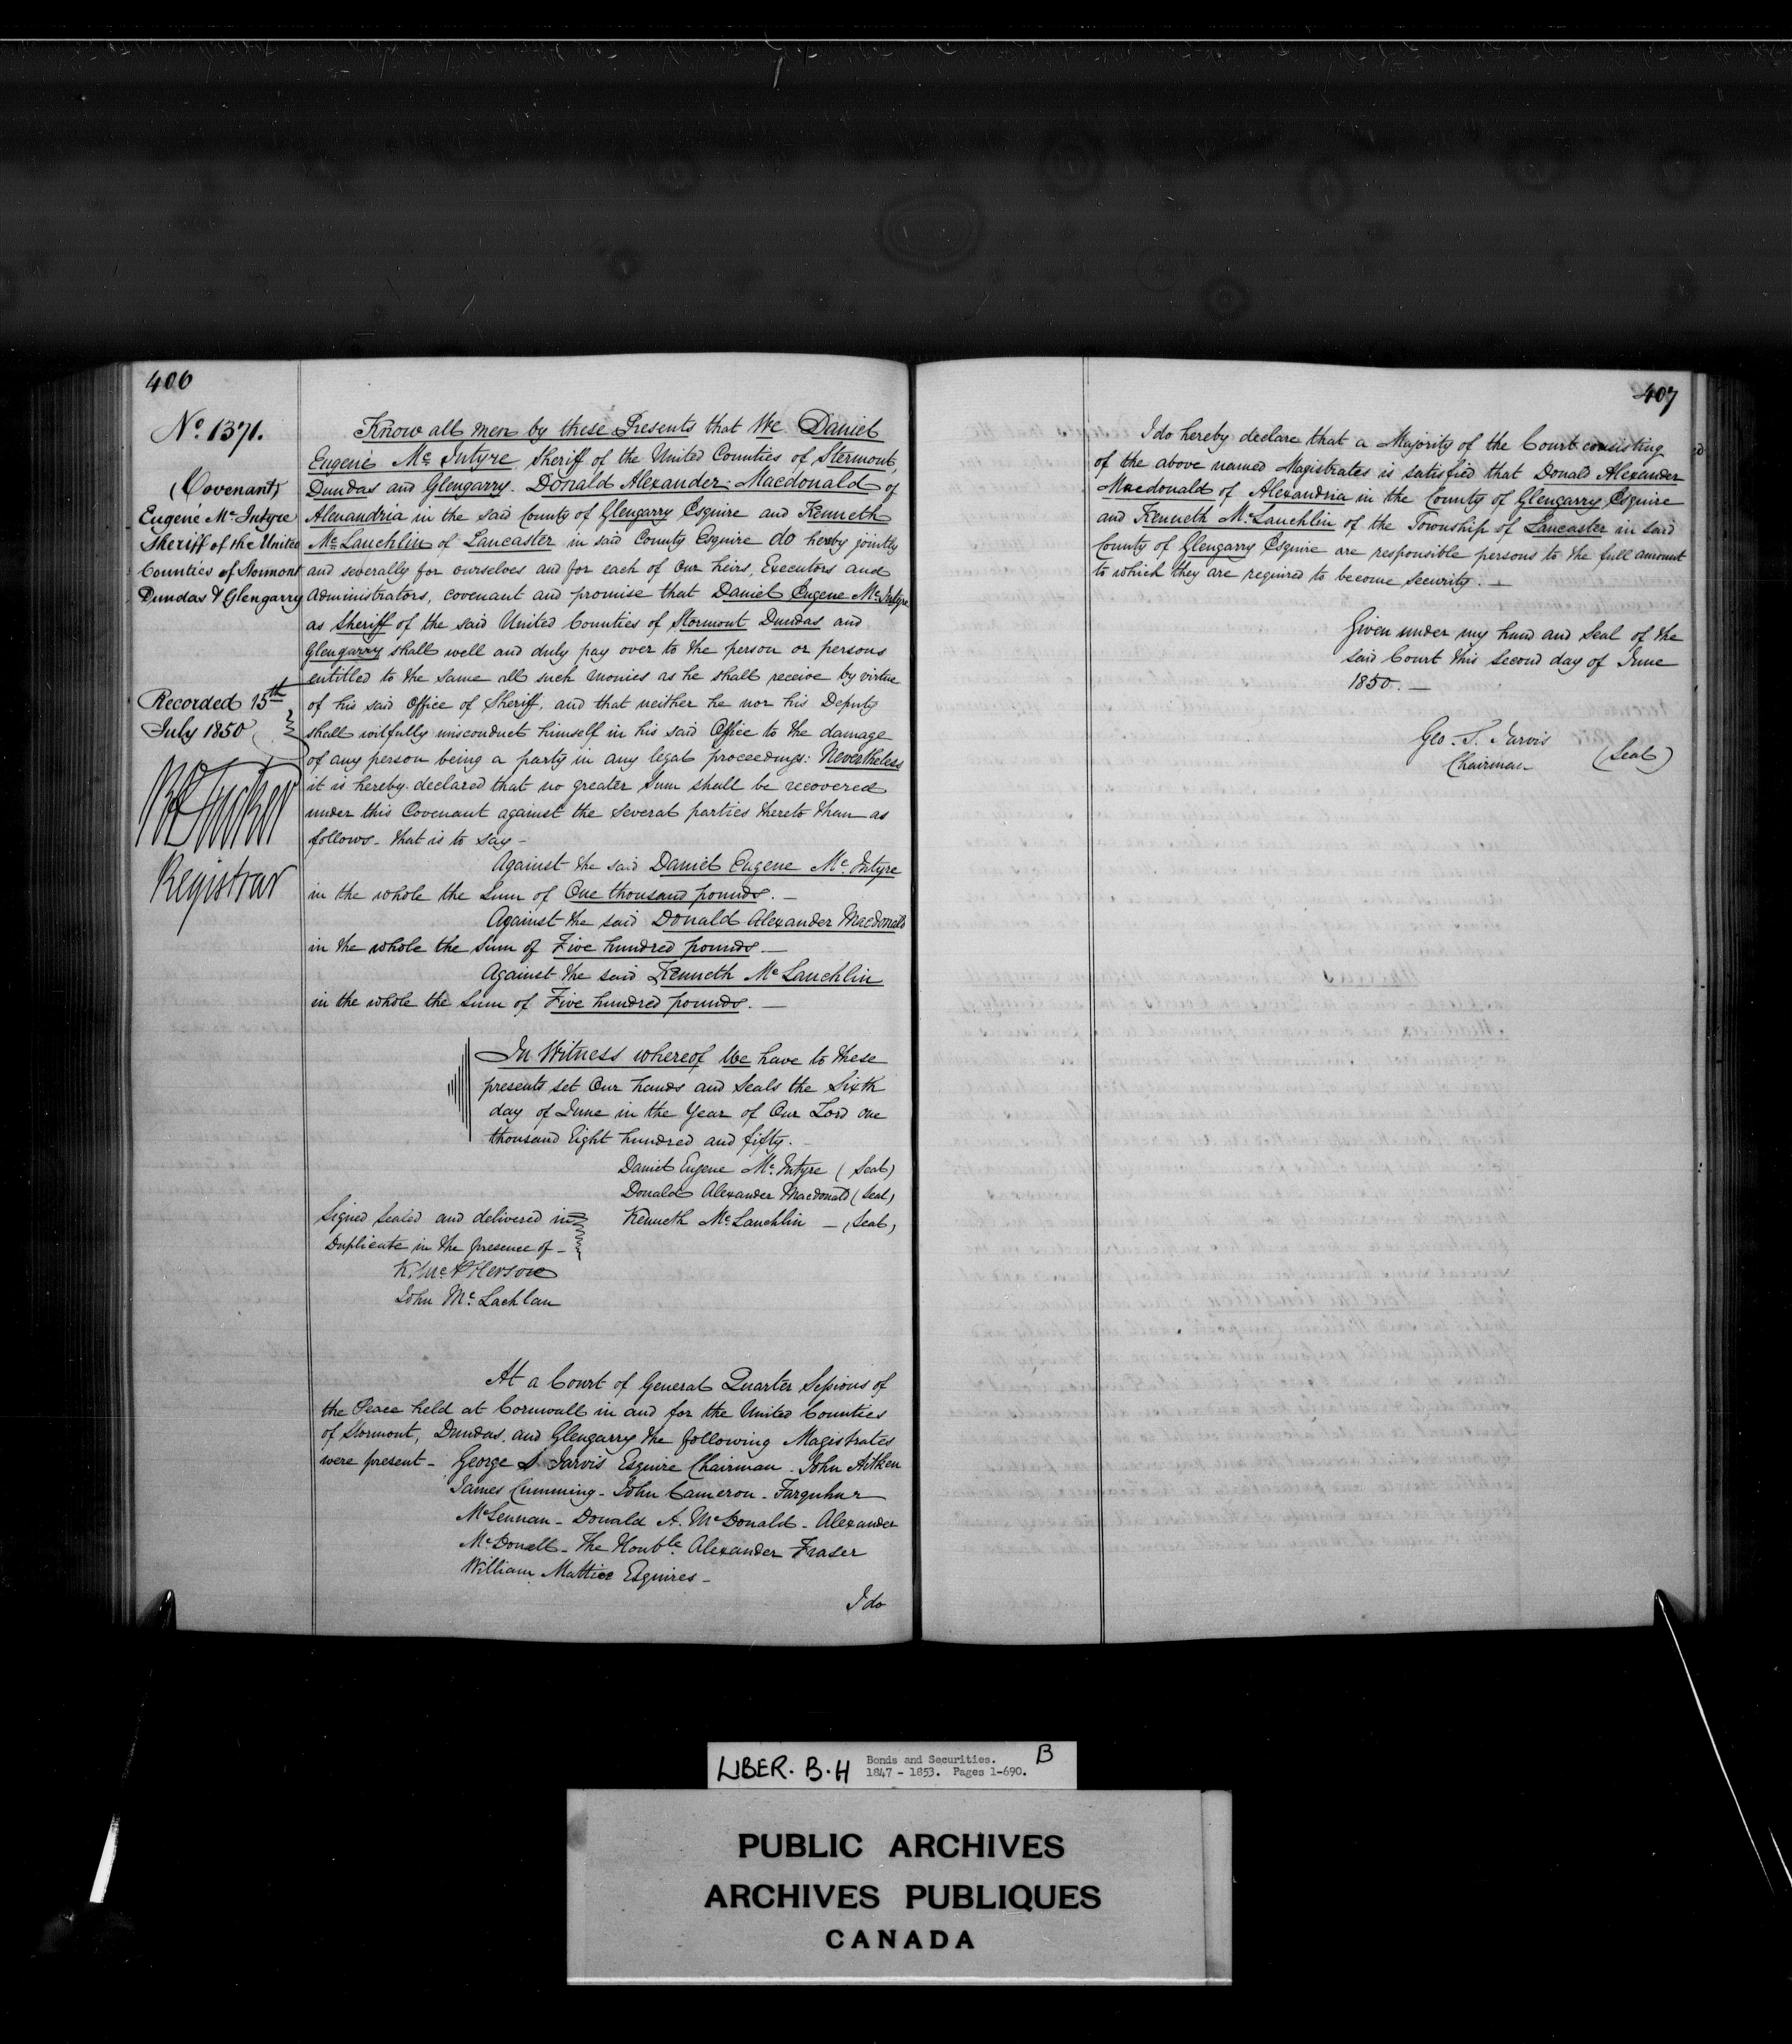 406
No. 1371.
(Covenant)
Eugene Mc Intyre
Sheriff of the United
Counties of Stormont
Dundas & Glengarry
Recorded 15th
July 1850
Registrar
Know all men by these Presents that We Daniel
Eugene Mc Intyre Sheriff of the United Counties of Stormont,
Dundas and Glengarry. Donald Alexander Macdonald of
Alexandria in the said County of Glengarry Esquire and Kenneth
Mc Lauchlin of Lancaster in said County Esquire do hereby jointly
and severally for ourselves and for each of our heirs, Executors and
Administrators, covenant and promise that Daniel Eugene Mc Intyre
as Sheriff of the said United Counties of Stormont Dundas and
Glengarry shall well and duly pay over to the person or persons
entitled to the same all such monies as he shall receive by virtue
of his said Office of Sheriff, and that neither he nor his Deputy
shall wilfully misconduct himself in his said Office to the damage
of any person being a party in any legal proceedings: Nevertheless
it is hereby declared that no greater Sum shall be recovered
under this Covenant against the several parties thereto than as
follows - that is to say -
Against the said Daniel Eugene Mc Intyre
in the whole the Sum of One thousand pounds. —
Against the said Donald Alexander Macdonald
in the whole the sum of Five hundred pounds —
Against the said Kenneth Mc Lauchlin
in the whole the Sum of Five hundred pounds. —
In Witness whereof We have to these
presents set Our hands and Seals the Sixth
day of June in the Year of Our Lord one
thousand Eight hundred and fifty. -
Daniel Eugene Mc Intyre (Seal)
Donald Alexander Macdonald (Seal)
Kenneth Mc Lauchlin — (Seal)
Signed Sealed and delivered in
Duplicate in the presence of -
John Mc Lachlan
At a Court of General Quarter Sessions of
the Peace held at Cornwall in and for the United Counties
of Stormont, Dundas, and Glengarry the following Magistrates
were present - George S Jarvis Esquire Chairman. John Aitken
James Cumming - John Cameron - Farquhar
McLennan - Donald A. McDonald - Alexander
McDonell - The Honble. Alexander Fraser
William Mattice Esquires -
I do
407
I do hereby declare that a Majority of the Court consisting
of the above named Magistrates is satisfied that Donald Alexander
Macdonald of Alexandria in the County of Glengarry Esquire
and Kenneth McLauchlin of the Township of Lancaster in said
County of Glengarry Esquire are responsible persons to the full amount
to which they are required to become Security. —
Given under my hand and Seal of the
said Court this Second day of June
1850. —
Geo. S. Jarvis
Chairman (Seal)
LIBER. B.H Bonds and Securities. B
1847 - 1853. Pages 1-690.
PUBLIC ARCHIVES
ARCHIVES PUBLIQUES
CANADA